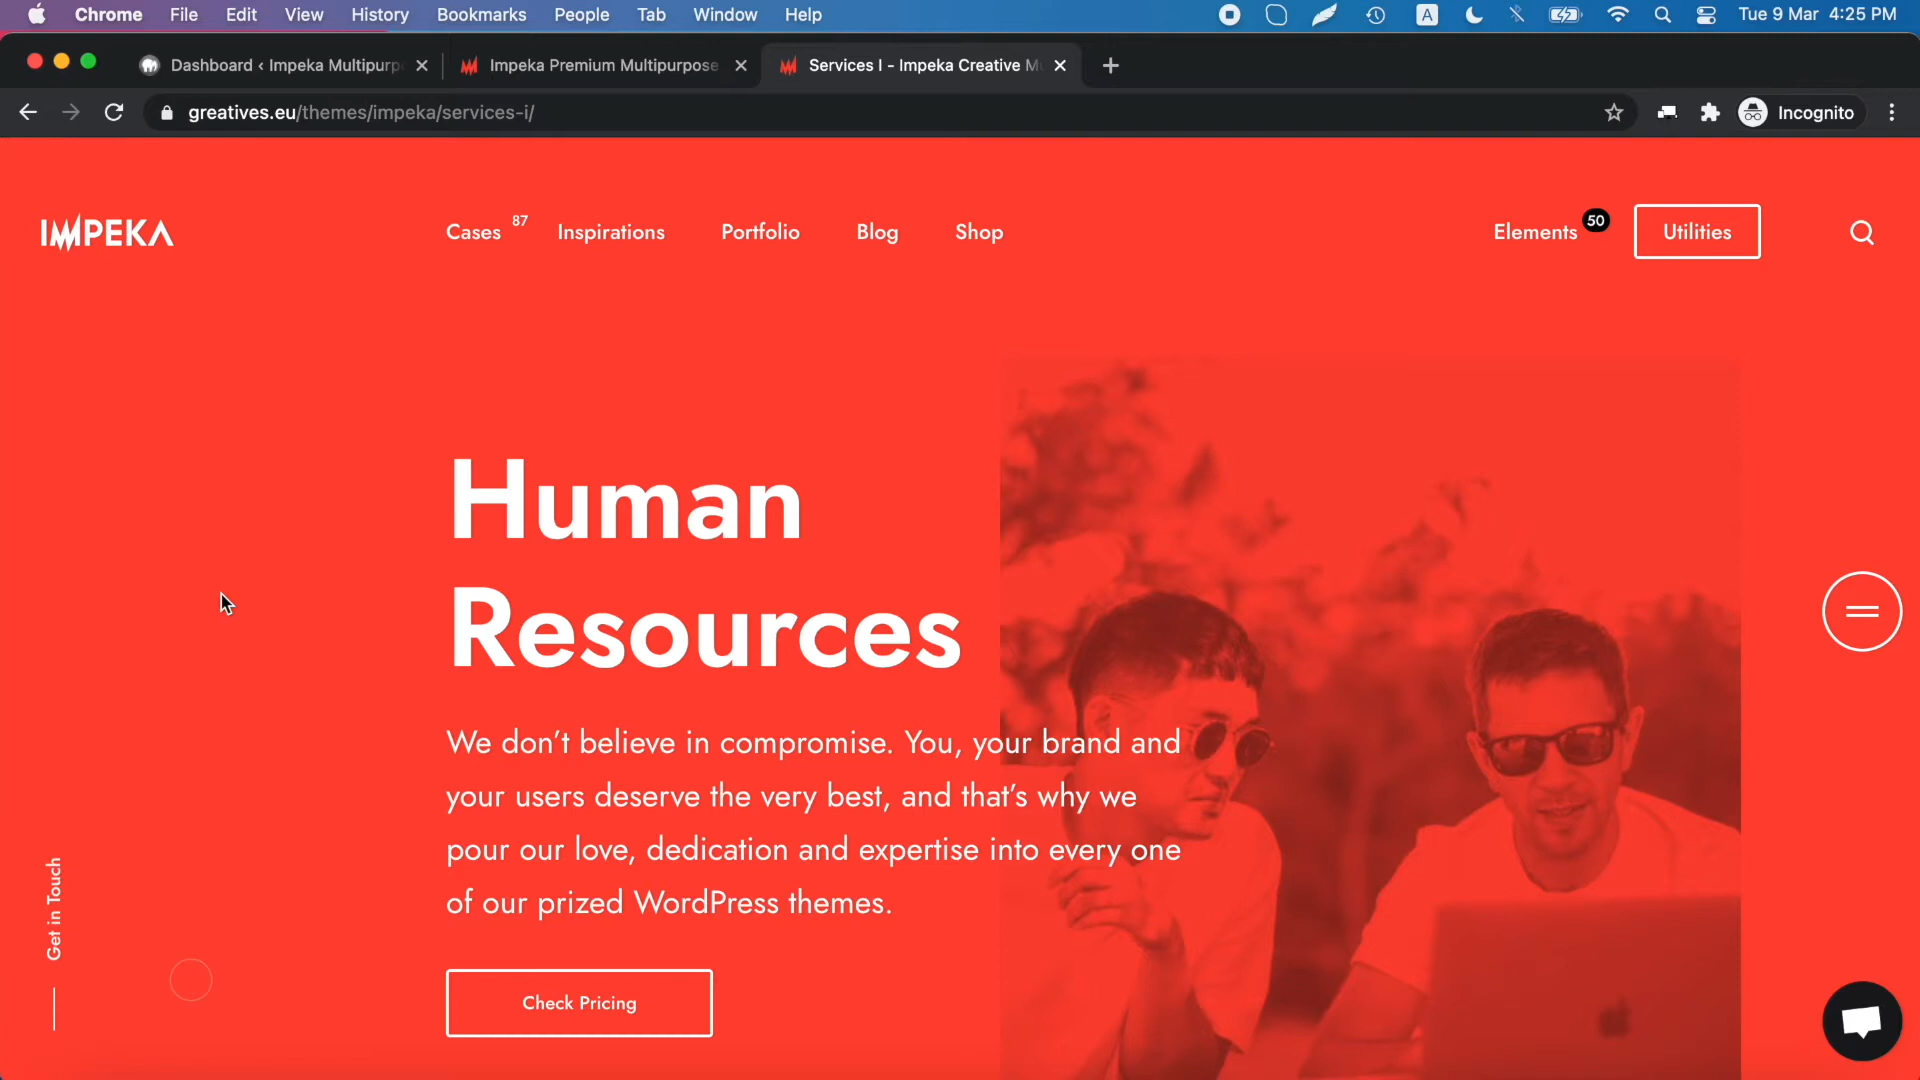 Chrome File Edit View History Bookmarks People Tab Window Help A Tue 9 Mar 4:25 PM
Dashboard ‹ Impeka Multipurp Impeka Premium Multipurpose Services I - Impeka Creative M
greatives.eu/themes/impeka/services-i/ Incognito
IMPEKA Cases 87 Inspirations Portfolio Blog Shop Elements 50 Utilities
Human
Resources
We don’t believe in compromise. You, your brand and
your users deserve the very best, and that’s why we
pour our love, dedication and expertise into every one
of our prized WordPress themes.
Check Pricing
Get in Touch